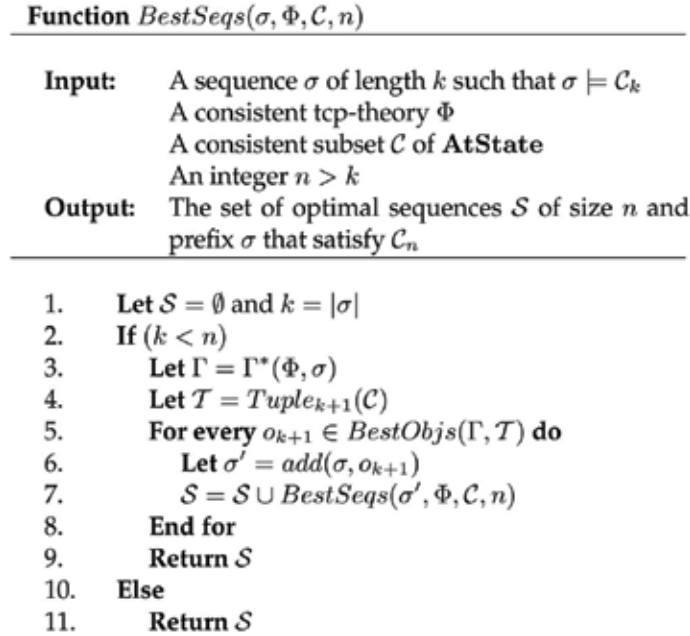 Function BestSeqs(σ, Φ, C, n)
Input: A sequence σ of length k such that σ ⊨ C_k
A consistent tcp-theory Φ
A consistent subset C of AtState
An integer n > k
Output: The set of optimal sequences S of size n and
prefix σ that satisfy C_n
1. Let S = ∅ and k = |σ|
2. If (k < n)
3. Let Γ = Γ*(Φ, σ)
4. Let T = Tuple_{k+1}(C)
5. For every o_{k+1} ∈ BestObjs(Γ, T) do
6. Let σ′ = add(σ, o_{k+1})
7. S = S ∪ BestSeqs(σ′, Φ, C, n)
8. End for
9. Return S
10. Else
11. Return S